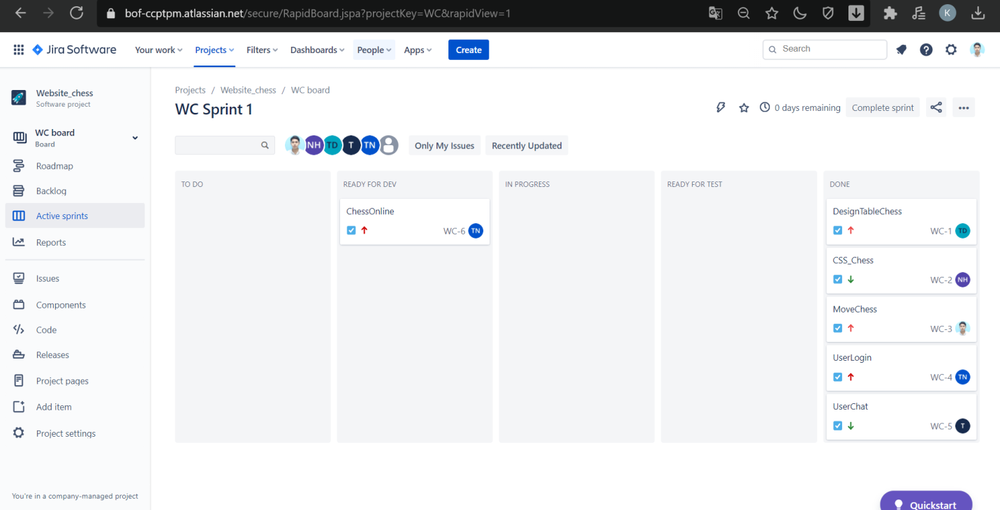 bof-ccptpm.atlassian.net/secure/RapidBoard.jspa?projectKey=WC&rapidView=1
K
Jira Software Your work Projects Filters Dashboards People Apps Create Search
Website_chess
Software project
WC board
Board
Roadmap
Backlog
Active sprints
Reports
Issues
Components
Code
Releases
Project pages
Add item
Project settings
You're in a company-managed project
Projects / Website_chess / WC board
WC Sprint 1
0 days remaining Complete sprint
NH TD T TN Only My Issues Recently Updated
TO DO
READY FOR DEV
ChessOnline
WC-6 TN
IN PROGRESS
READY FOR TEST
DONE
DesignTableChess
WC-1 TD
CSS_Chess
WC-2 NH
MoveChess
WC-3
UserLogin
WC-4 TN
UserChat
WC-5 T
Quickstart